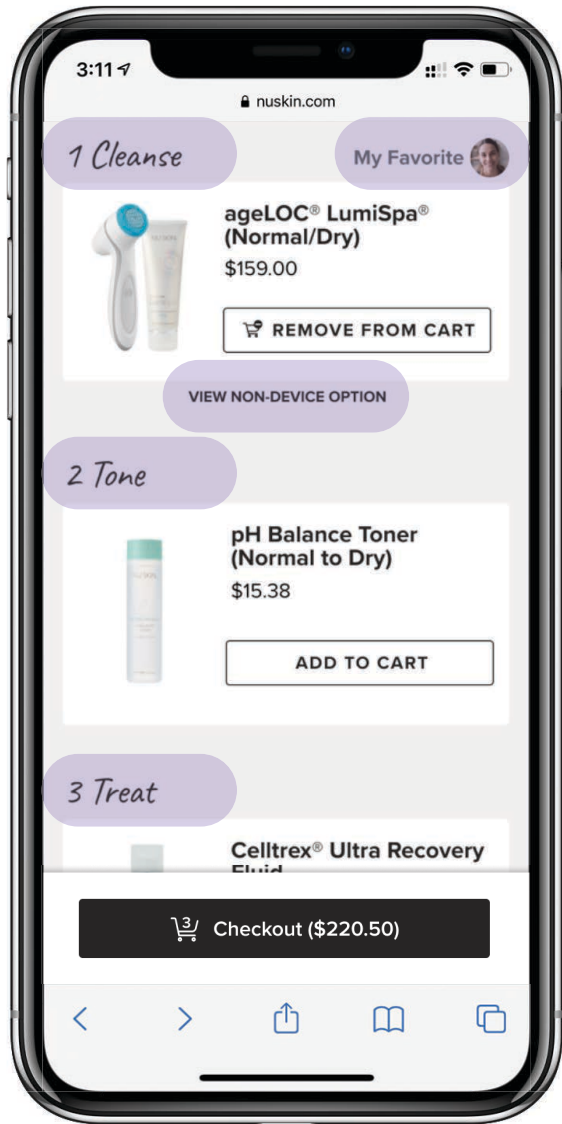 3:11
nuskin.com
1 Cleanse
My Favorite
ageLOC® LumiSpa®
(Normal/Dry)
$159.00
REMOVE FROM CART
VIEW NON-DEVICE OPTION
2 Tone
pH Balance Toner
(Normal to Dry)
$15.38
ADD TO CART
3 Treat
Celltrex® Ultra Recovery
Fluid
3
Checkout ($220.50)